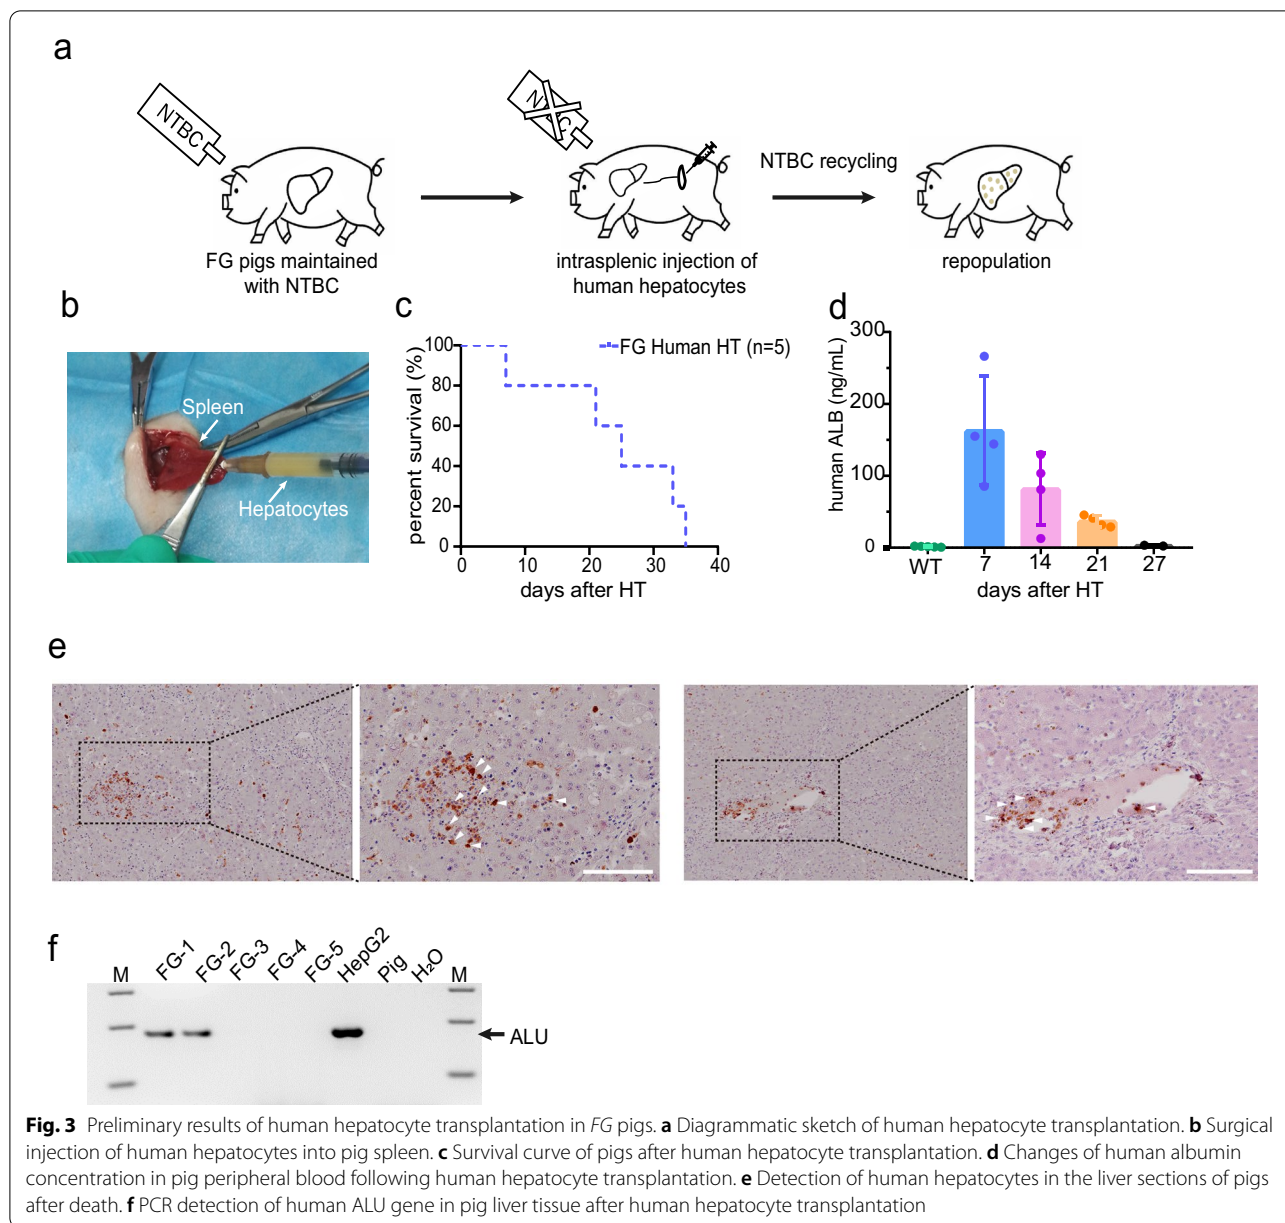 a
NTBC
NTBC
NTBC recycling
FG pigs maintained
with NTBC
intrasplenic injection of
human hepatocytes
repopulation
b
Spleen
Hepatocytes
c
percent survival (%)
100
80
60
40
20
0
0
10
20
30
40
days after HT
FG Human HT (n=5)
d
human ALB (ng/mL)
300
200
100
0
WT
7
14
21
27
days after HT
e
f
M
FG-1
FG-2
FG-3
FG-4
FG-5
HepG2
Pig
H₂O
M
ALU
Fig. 3 Preliminary results of human hepatocyte transplantation in FG pigs. a Diagrammatic sketch of human hepatocyte transplantation. b Surgical
injection of human hepatocytes into pig spleen. c Survival curve of pigs after human hepatocyte transplantation. d Changes of human albumin
concentration in pig peripheral blood following human hepatocyte transplantation. e Detection of human hepatocytes in the liver sections of pigs
after death. f PCR detection of human ALU gene in pig liver tissue after human hepatocyte transplantation